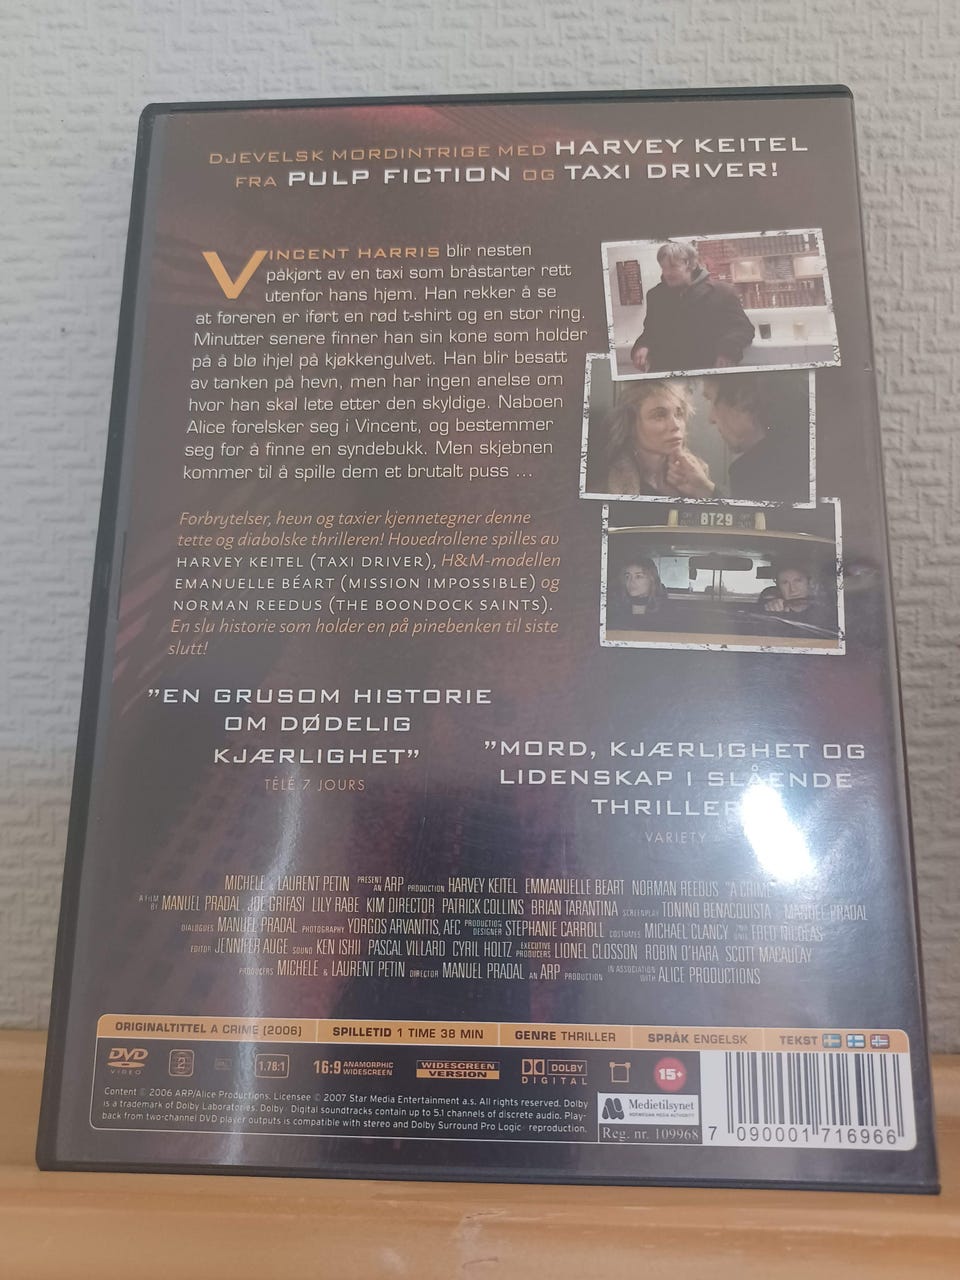 DJEVELSK MORDINTRIGE MED HARVEY KEITEL
FRA PULP FICTION OG TAXI DRIVER!
VINCENT HARRIS blir nesten
påkjørt av en taxi som bråstarter rett
utenfor hans hjem. Han rekker å se
at føreren er iført en rød t-shirt og en stor ring.
Minutter senere finner han sin kone som holder
på å blø ihjel på kjøkkengulvet. Han blir besatt
av tanken på hevn, men har ingen anelse om
hvor han skal lete etter den skyldige. Naboen
Alice forelsker seg i Vincent, og bestemmer
seg for å finne en syndebukk. Men skjebnen
kommer til å spille dem et brutalt puss ...
8T29
Forbrytelser, hevn og taxier kjennetegner denne
tette og diabolske thrilleren! Hovedrollene spilles av
HARVEY KEITEL (TAXI DRIVER), H&M-modellen
EMANUELLE BÉART (MISSION IMPOSSIBLE) og
NORMAN REEDUS (THE BOONDOCK SAINTS).
En slu historie som holder en på pinebenken til siste
slutt!
"EN GRUSOM HISTORIE
OM DØDELIG
KJÆRLIGHET"
TÉLÉ 7 JOURS
"MORD, KJÆRLIGHET OG
LIDENSKAP I SLÅENDE
THRILLER
VARIETY
MICHELE & LAURENT PETIN PRESENT AN ARP PRODUCTION HARVEY KEITEL EMMANUELLE BEART NORMAN REEDUS "A CRIME
A FILM BY MANUEL PRADAL JOE GRIFASI LILY RABE KIM DIRECTOR PATRICK COLLINS BRIAN TARANTINA SCREENPLAY TONINO BENACQUISTA MANUEL PRADAL
DIALOGUES MANUEL PRADAL PHOTOGRAPHY YORGOS ARVANITIS, AFC PRODUCTION DESIGNER STEPHANIE CARROLL COSTUMES MICHAEL CLANCY FRED NICOLAS
EDITOR JENNIFER AUGE SOUND KEN ISHII PASCAL VILLARD CYRIL HOLTZ EXECUTIVE PRODUCERS LIONEL CLOSSON ROBIN O'HARA SCOTT MACAULAY
PRODUCERS MICHELE & LAURENT PETIN DIRECTOR MANUEL PRADAL AN ARP PRODUCTION IN ASSOCIATION WITH ALICE PRODUCTIONS
ORIGINALTITTEL A CRIME (2006) SPILLETID 1 TIME 38 MIN GENRE THRILLER SPRÅK ENGELSK TEKST
DVD VIDEO 2 1.78:1 16:9 ANAMORPHIC WIDESCREEN WIDESCREEN VERSION DOLBY DIGITAL 15+
Content © 2006 ARP/Alice Productions. Licensee © 2007 Star Media Entertainment a.s. All rights reserved. Dolby
is a trademark of Dolby Laboratories. Dolby Digital soundtracks contain up to 5.1 channels of discrete audio. Play-
back from two-channel DVD player outputs is compatible with stereo and Dolby Surround Pro Logic reproduction.
Medietilsynet
NORWEGIAN MEDIA AUTHORITY
Reg. nr. 109968
7 090001 716966